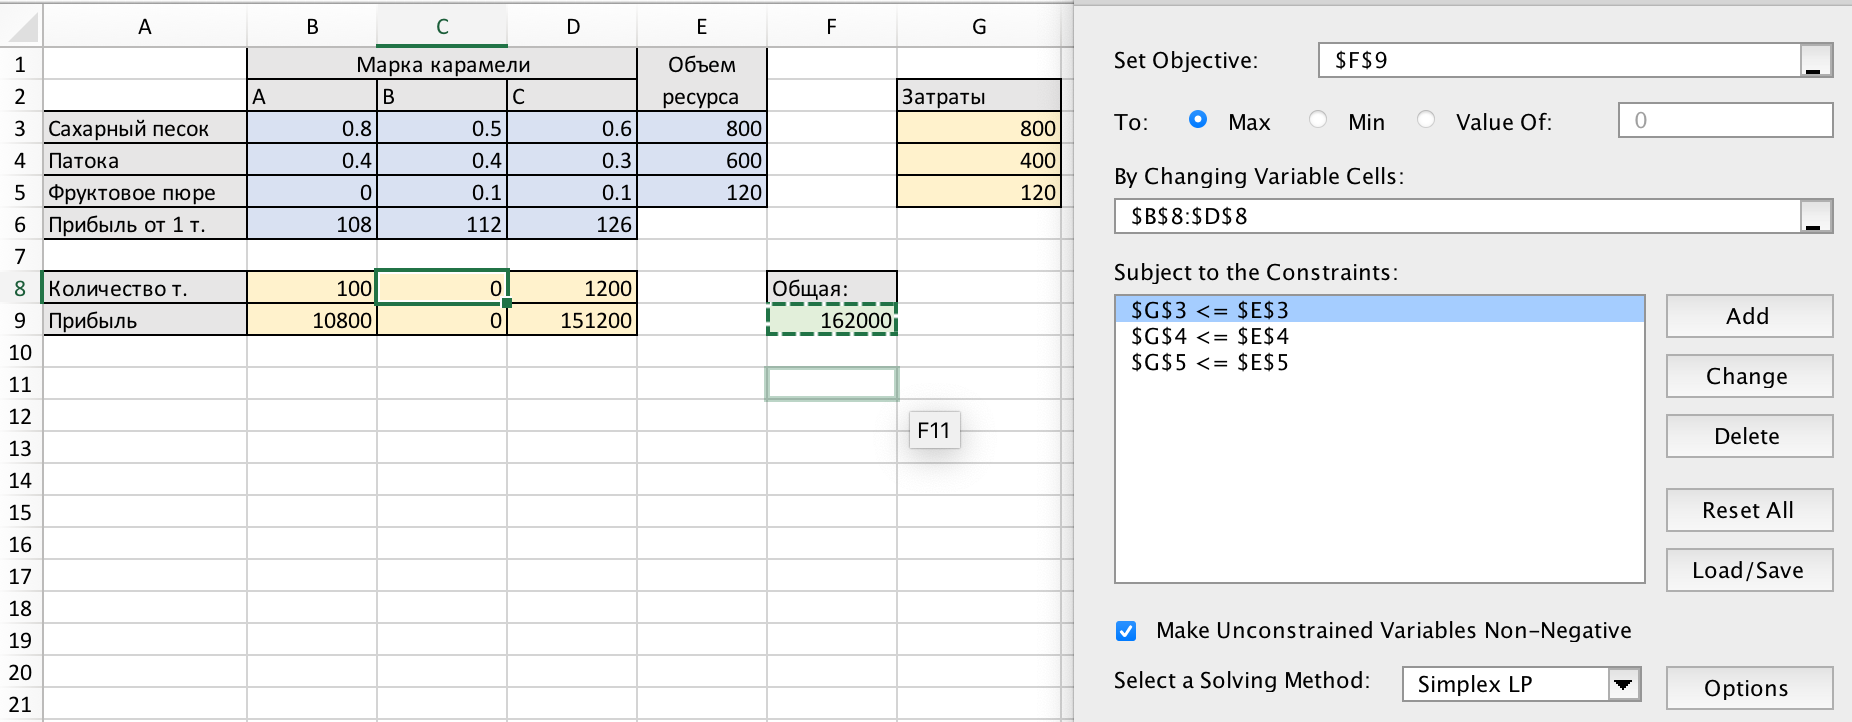 A B C D E F G
1 Марка карамели Объем
2 A B C ресурса Затраты
3 Сахарный песок 0.8 0.5 0.6 800 800
4 Патока 0.4 0.4 0.3 600 400
5 Фруктовое пюре 0 0.1 0.1 120 120
6 Прибыль от 1 т. 108 112 126
7
8 Количество т. 100 0 1200 Общая:
9 Прибыль 10800 0 151200 162000
10
11
12
F11
13
14
15
16
17
18
19
20
21
Set Objective: $F$9
To: Max Min Value Of: 0
By Changing Variable Cells:
$B$8:$D$8
Subject to the Constraints:
$G$3 <= $E$3
$G$4 <= $E$4
$G$5 <= $E$5
Add
Change
Delete
Reset All
Load/Save
Make Unconstrained Variables Non-Negative
Select a Solving Method: Simplex LP Options